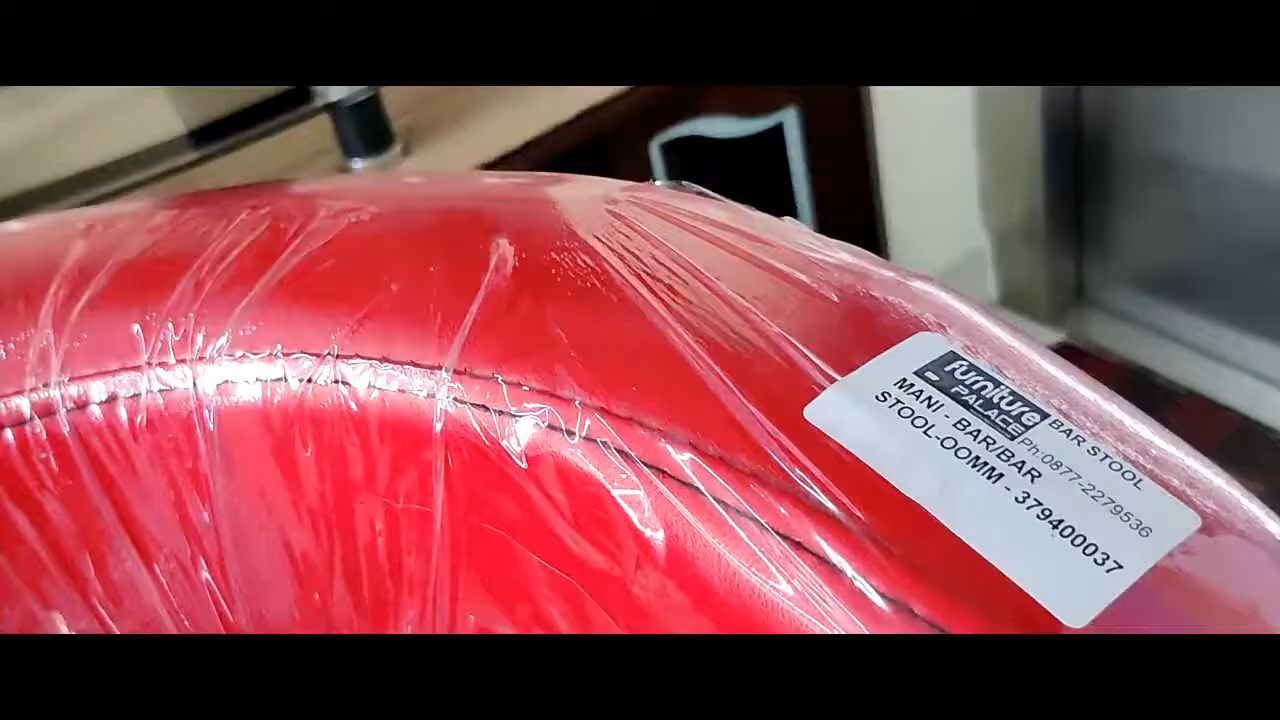 furniture
PALACE
BAR STOOL
Ph:0877-2279536
MANI - BAR/BAR
STOOL-OOMM - 379400037